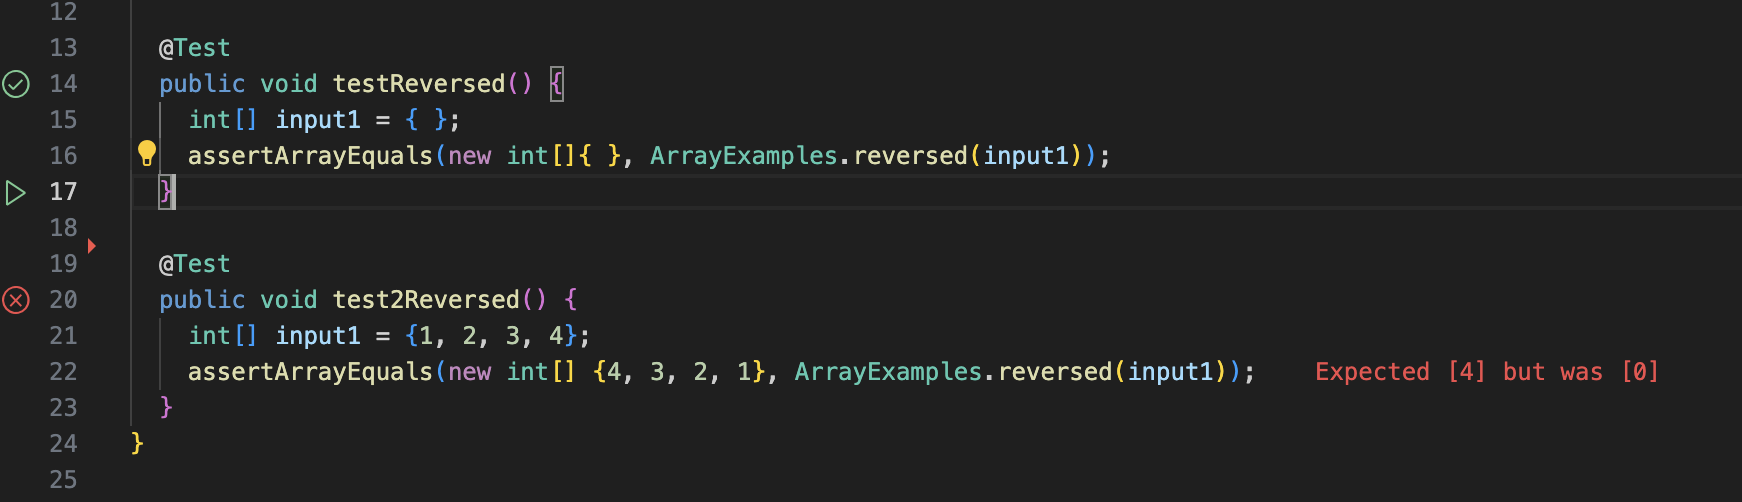 12
13 @Test
14 public void testReversed() {
15 int[] input1 = { };
16 assertArrayEquals(new int[]{ }, ArrayExamples.reversed(input1));
17 }
18
19 @Test
20 public void test2Reversed() {
21 int[] input1 = {1, 2, 3, 4};
22 assertArrayEquals(new int[] {4, 3, 2, 1}, ArrayExamples.reversed(input1)); Expected [4] but was [0]
23 }
24 }
25